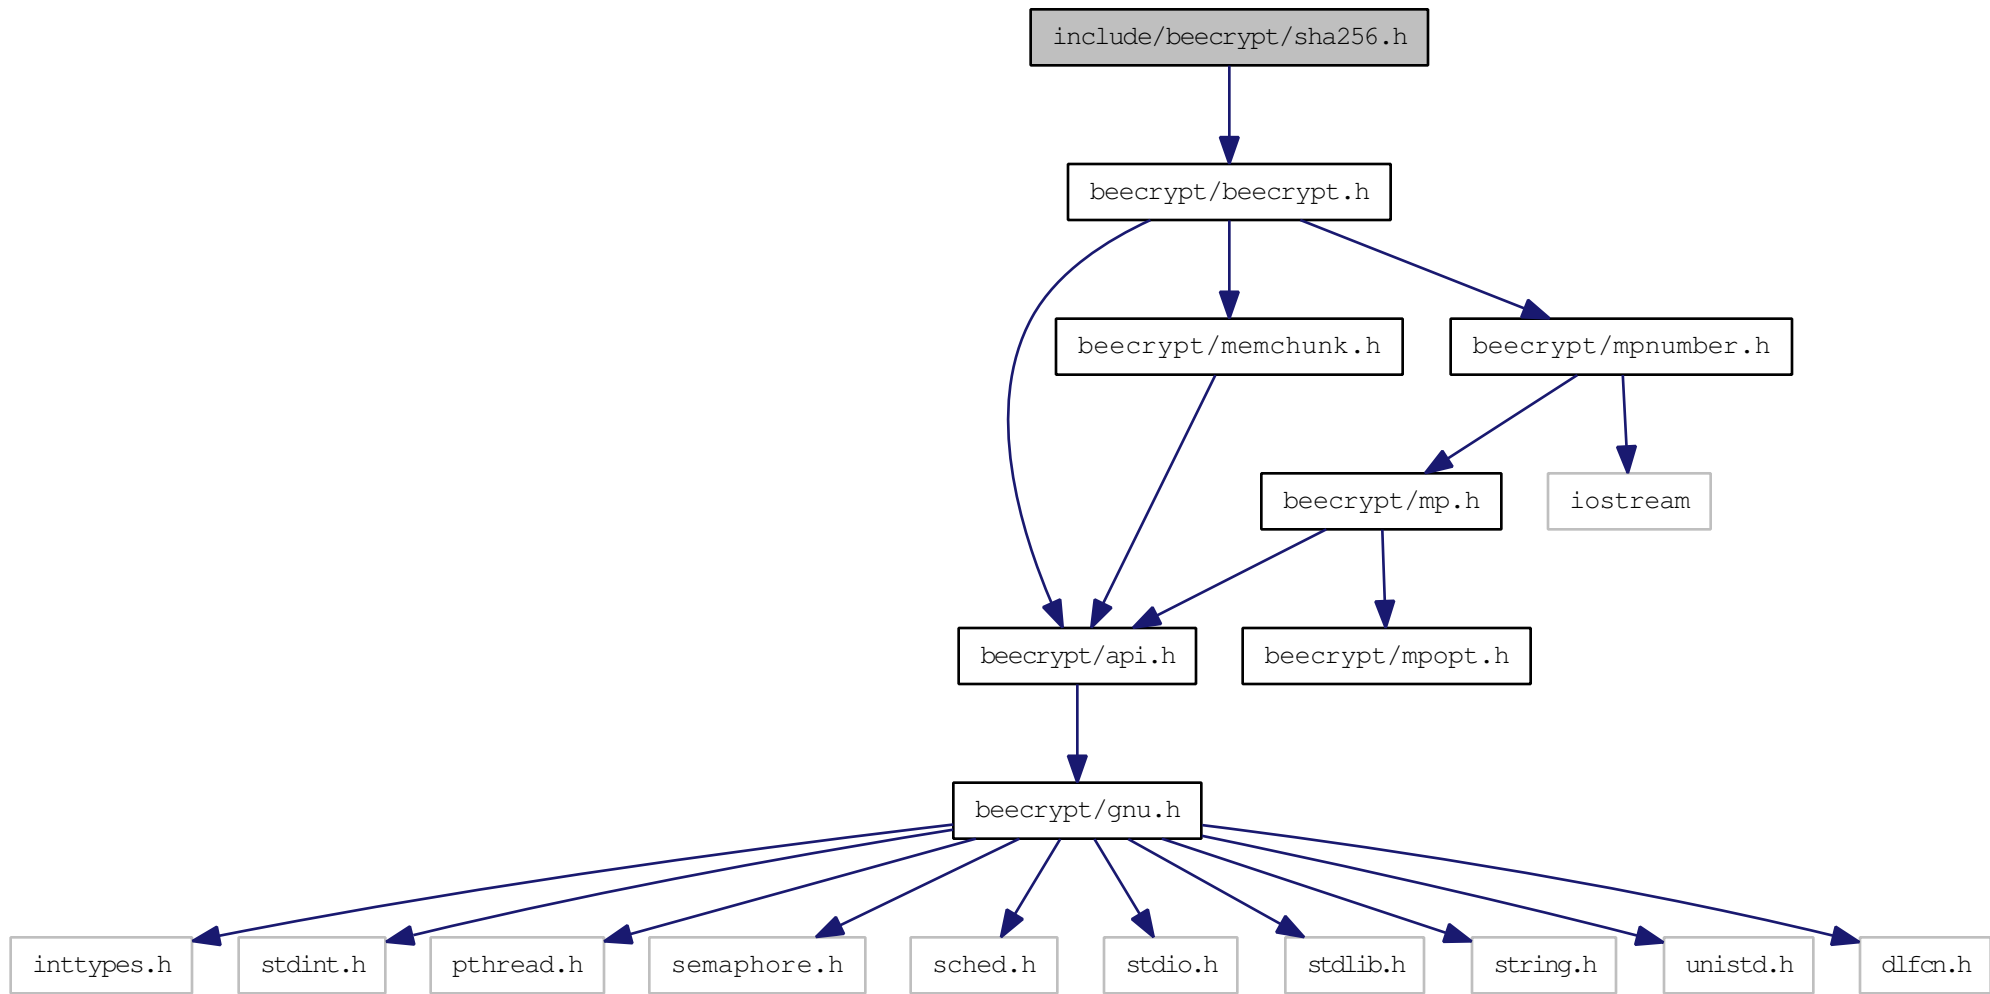 include/beecrypt/sha256.h
beecrypt/beecrypt.h
beecrypt/memchunk.h
beecrypt/mpnumber.h
beecrypt/mp.h
iostream
beecrypt/api.h
beecrypt/mpopt.h
beecrypt/gnu.h
inttypes.h
stdint.h
pthread.h
semaphore.h
sched.h
stdio.h
stdlib.h
string.h
unistd.h
dlfcn.h